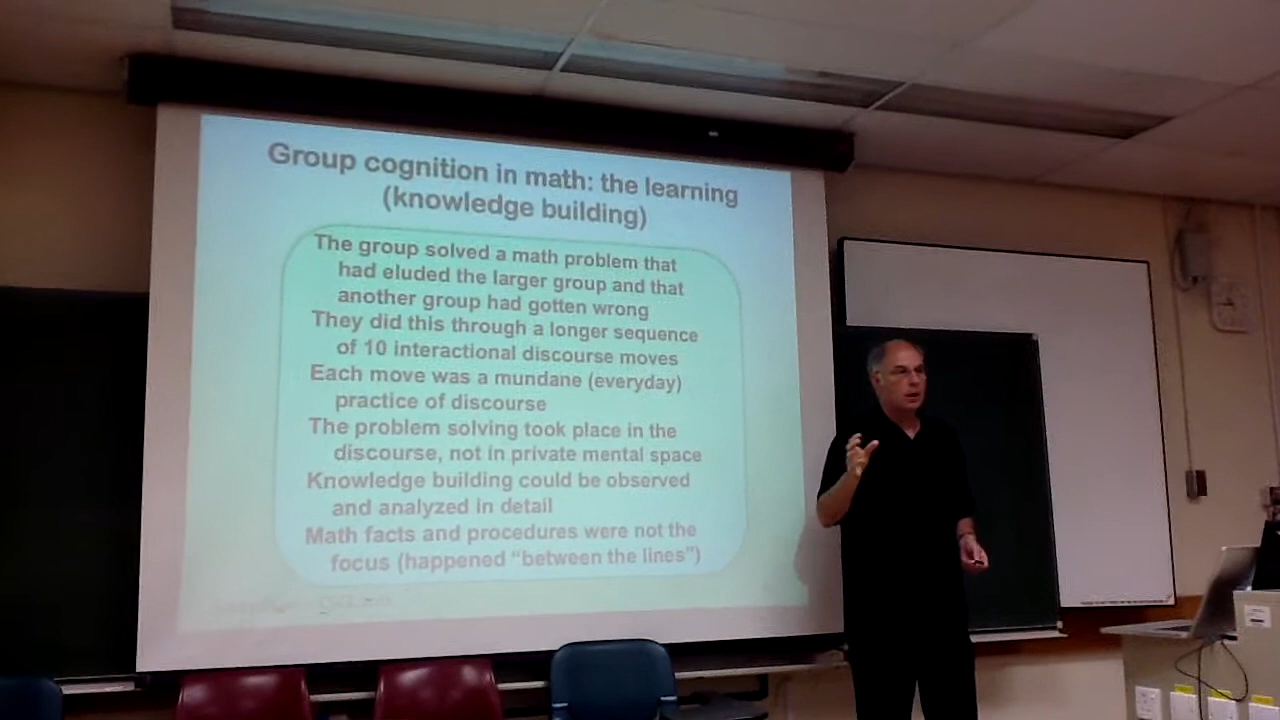 Group cognition in math: the learning
(knowledge building)
The group solved a math problem that
had eluded the larger group and that
another group had gotten wrong
They did this through a longer sequence
of 10 interactional discourse moves
Each move was a mundane (everyday)
practice of discourse
The problem solving took place in the
discourse, not in private mental space
Knowledge building could be observed
and analyzed in detail
Math facts and procedures were not the
focus (happened “between the lines”)